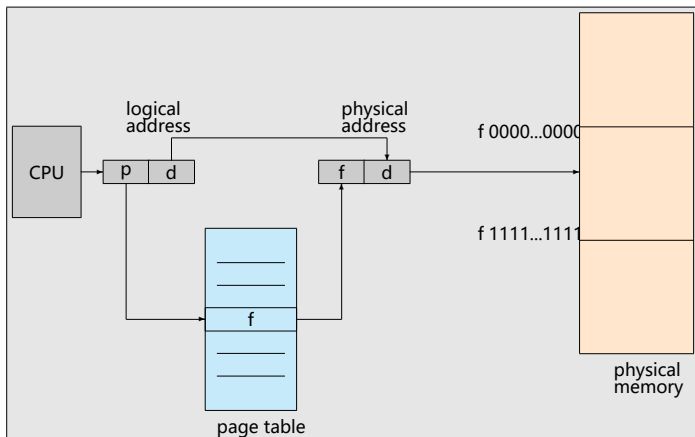 logical
address
physical
address
f 0000...0000
CPU
p d
f d
f 1111...1111
f
physical
memory
page table